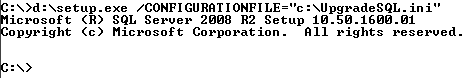 C:\>d:\setup.exe /CONFIGURATIONFILE="c:\UpgradeSQL.ini"
Microsoft (R) SQL Server 2008 R2 Setup 10.50.1600.01
Copyright (c) Microsoft Corporation.  All rights reserved.
C:\>